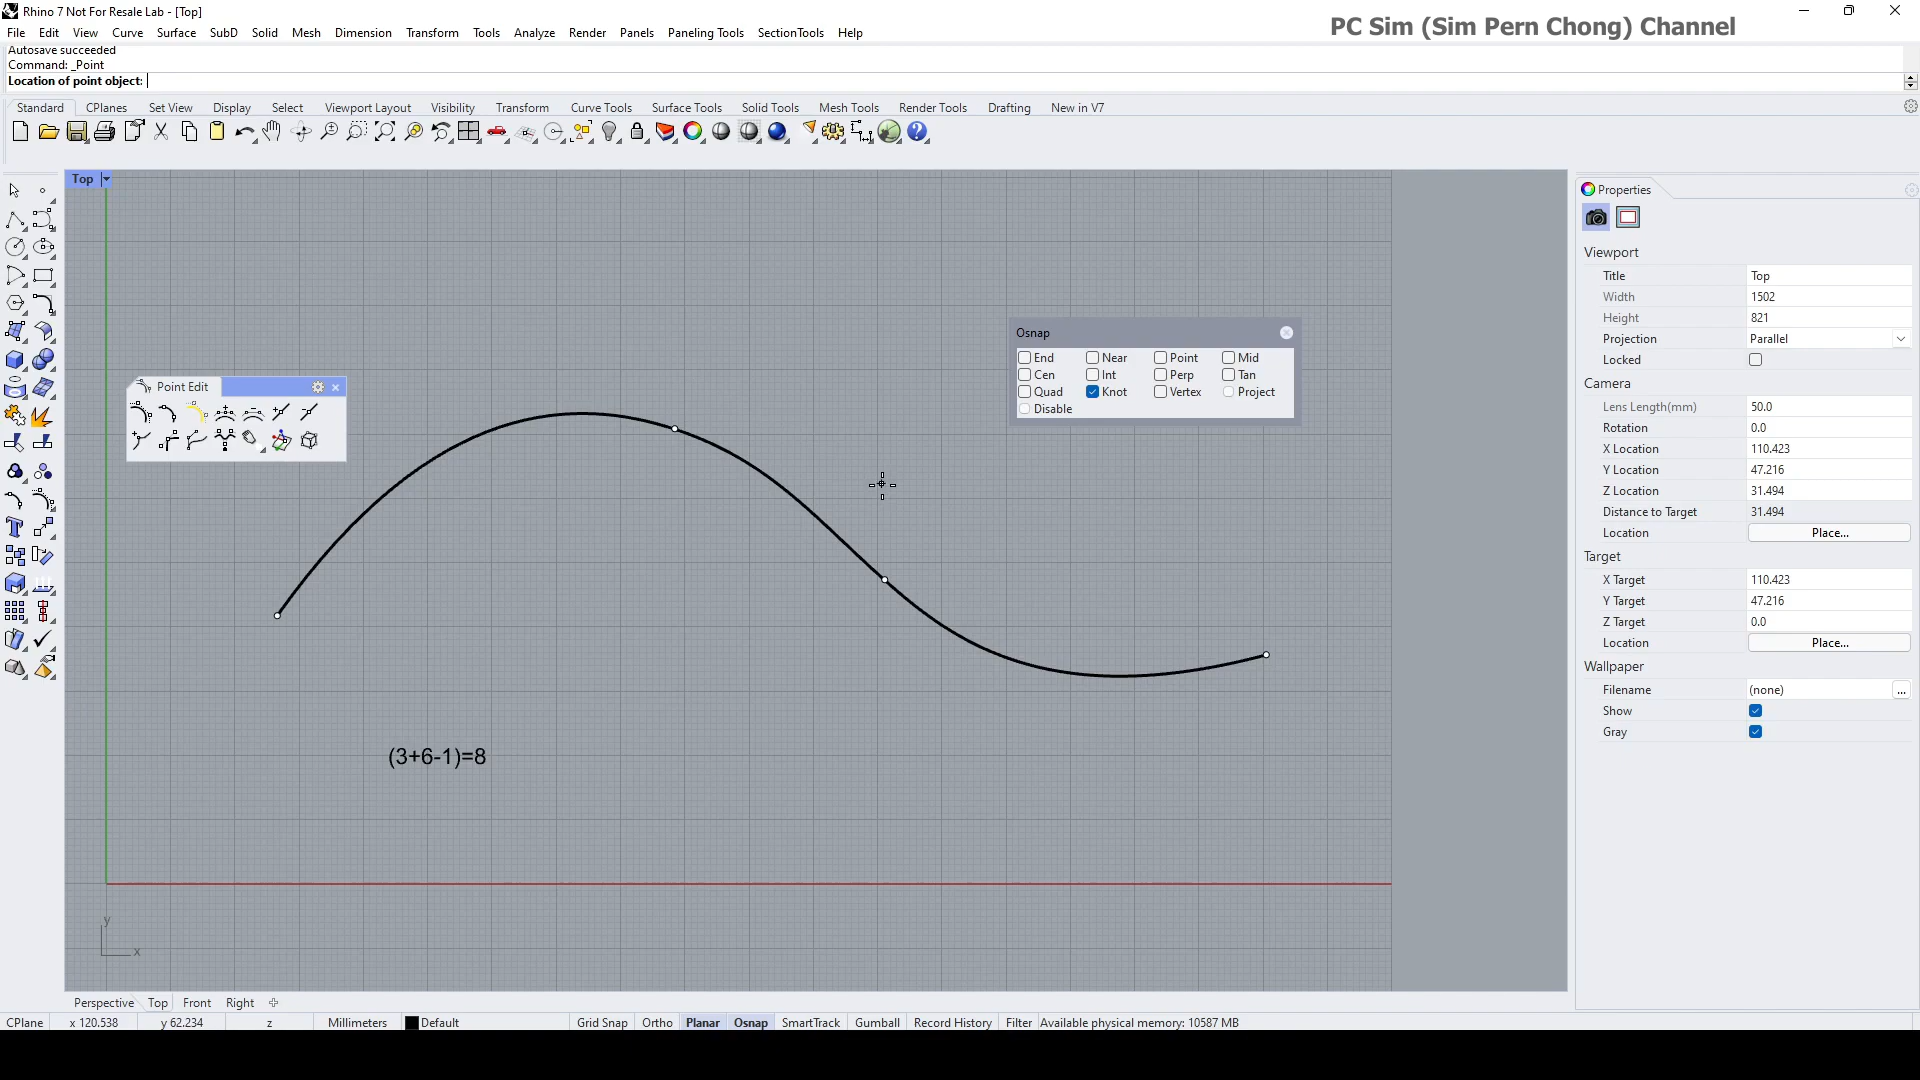 Rhino 7 Not For Resale Lab - [Top]
PC Sim (Sim Pern Chong) Channel
File Edit View Curve Surface SubD Solid Mesh Dimension Transform Tools Analyze Render Panels Paneling Tools SectionTools Help
Autosave succeeded
Command: _Point
Location of point object:
Standard CPlanes Set View Display Select Viewport Layout Visibility Transform Curve Tools Surface Tools Solid Tools Mesh Tools Render Tools Drafting New in V7
Top
Properties
Viewport
Title Top
Width 1502
Height 821
Projection Parallel
Locked
Camera
Lens Length(mm) 50.0
Rotation 0.0
X Location 110.423
Y Location 47.216
Z Location 31.494
Distance to Target 31.494
Location Place...
Target
X Target 110.423
Y Target 47.216
Z Target 0.0
Location Place...
Wallpaper
Filename (none) ...
Show
Gray
Osnap
End Near Point Mid
Cen Int Perp Tan
Quad Knot Vertex Project
Disable
Point Edit
(3+6-1)=8
y
x
Perspective Top Front Right
CPlane x 120.538 y 62.234 z Millimeters Default Grid Snap Ortho Planar Osnap SmartTrack Gumball Record History Filter Available physical memory: 10587 MB